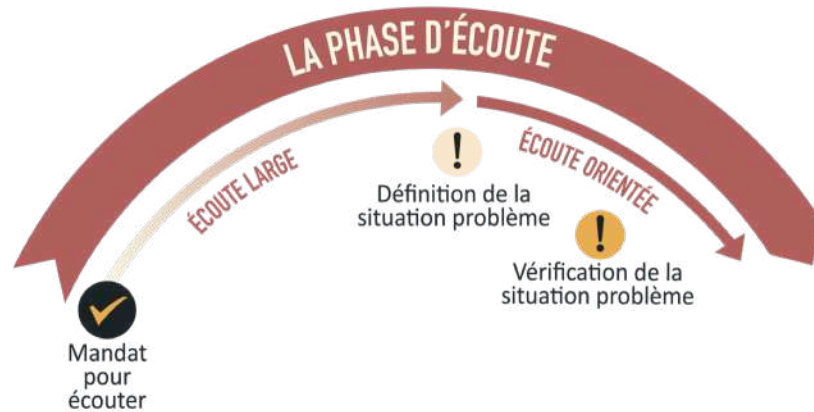 LA PHASE D'ÉCOUTE
ÉCOUTE LARGE
Mandat
pour
écouter
!
Définition de la
situation problème
ÉCOUTE ORIENTÉE
!
Vérification de la
situation problème